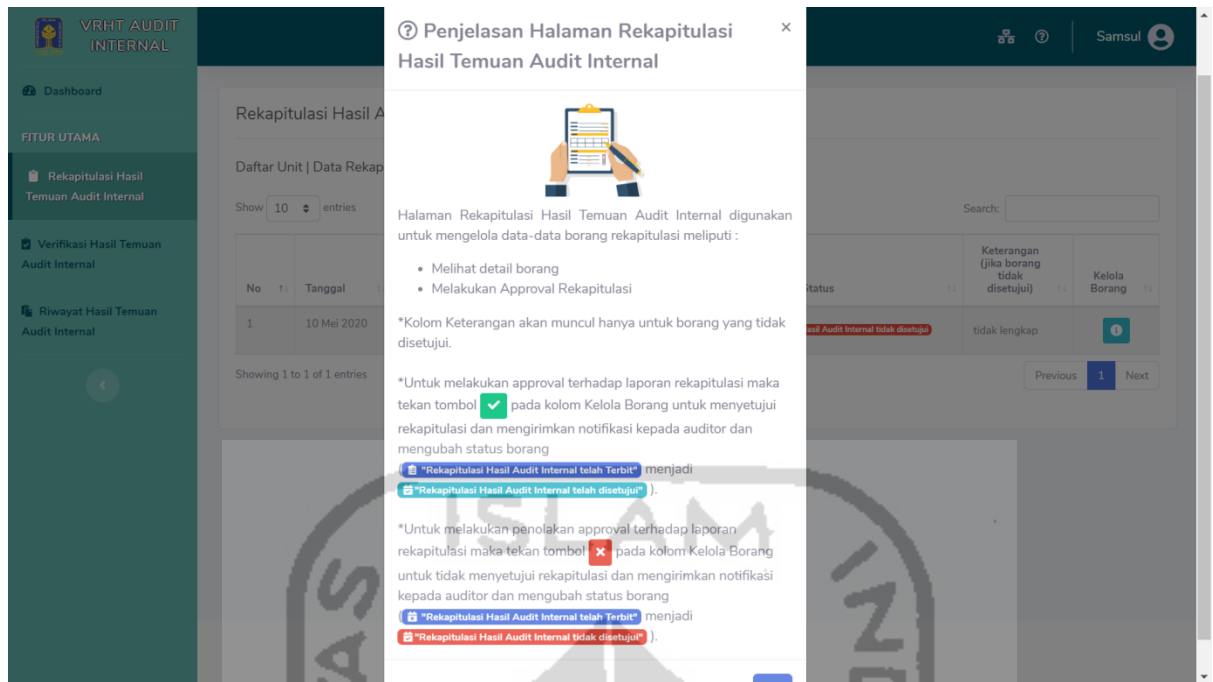 VRHT AUDIT
INTERNAL
Samsul
Dashboard
FITUR UTAMA
Rekapitulasi Hasil
Temuan Audit Internal
Verifikasi Hasil Temuan
Audit Internal
Riwayat Hasil Temuan
Audit Internal
Rekapitulasi Hasil A
Daftar Unit | Data Rekap
Show 10 entries
Search:
No Tanggal
Status
Keterangan
(jika borang
tidak
disetujui)
Kelola
Borang
1 10 Mei 2020
asil Audit Internal tidak disetujui
tidak lengkap
Showing 1 to 1 of 1 entries
Previous 1 Next
Penjelasan Halaman Rekapitulasi ×
Hasil Temuan Audit Internal
Halaman Rekapitulasi Hasil Temuan Audit Internal digunakan
untuk mengelola data-data borang rekapitulasi meliputi :
• Melihat detail borang
• Melakukan Approval Rekapitulasi
*Kolom Keterangan akan muncul hanya untuk borang yang tidak
disetujui.
*Untuk melakukan approval terhadap laporan rekapitulasi maka
tekan tombol pada kolom Kelola Borang untuk menyetujui
rekapitulasi dan mengirimkan notifikasi kepada auditor dan
mengubah status borang
( "Rekapitulasi Hasil Audit Internal telah Terbit" menjadi
"Rekapitulasi Hasil Audit Internal telah disetujui" ).
*Untuk melakukan penolakan approval terhadap laporan
rekapitulasi maka tekan tombol pada kolom Kelola Borang
untuk tidak menyetujui rekapitulasi dan mengirimkan notifikasi
kepada auditor dan mengubah status borang
( "Rekapitulasi Hasil Audit Internal telah Terbit" menjadi
"Rekapitulasi Hasil Audit Internal tidak disetujui" ).
ISLAM